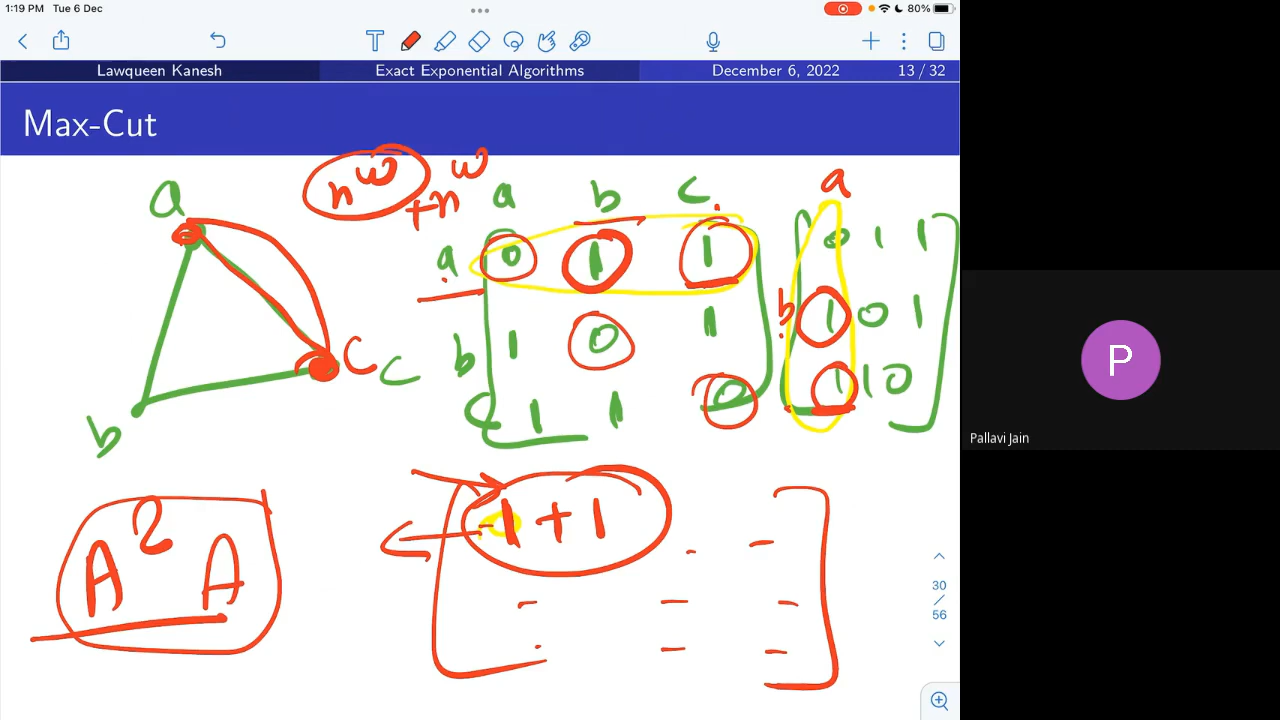 1:19 PM Tue 6 Dec
80%
Lawqueen Kanesh Exact Exponential Algorithms December 6, 2022 13 / 32
Max-Cut
n^ω + n^ω
a b c a
a 0 1 1 0 1 1
b 1 0 1 b 1 0 1
c 1 1 0 1 1 0
a
b
c c
A² A
1 + 1
30
/
56
P
Pallavi Jain